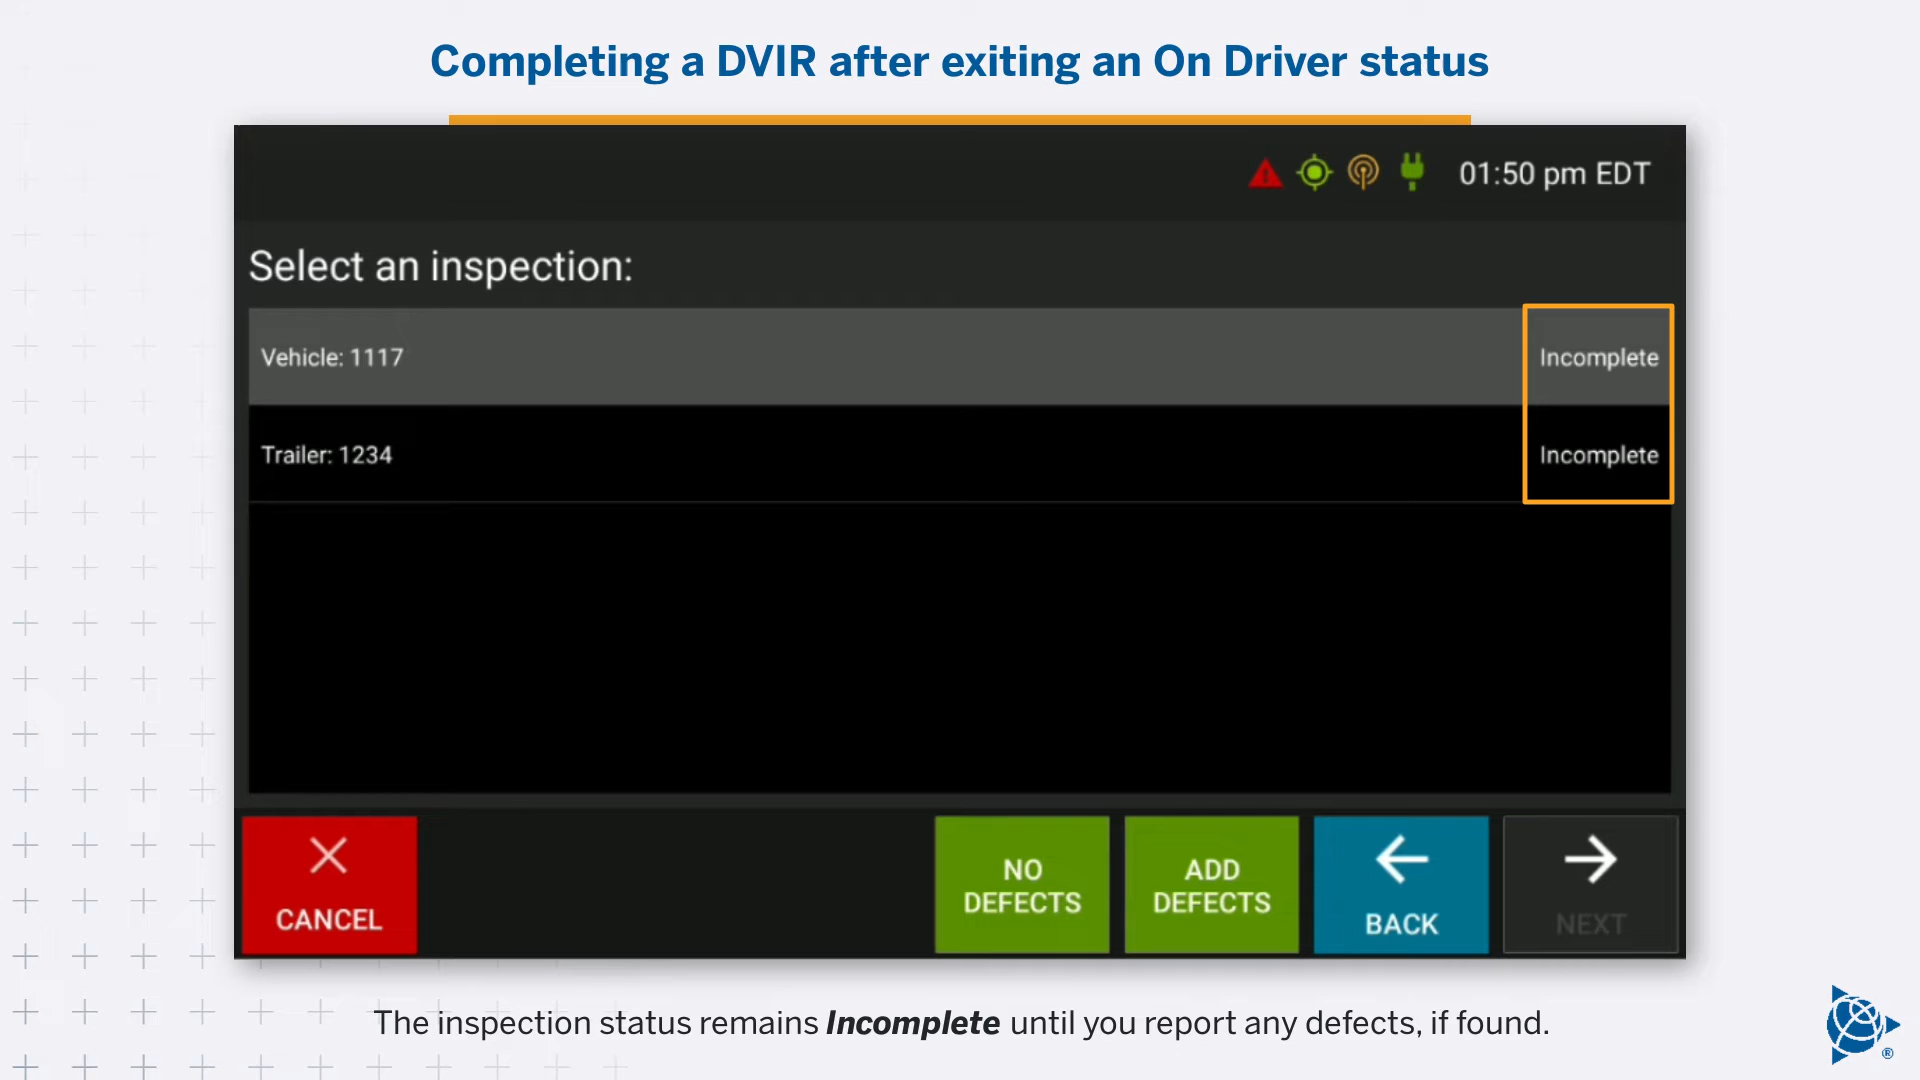 Completing a DVIR after exiting an On Driver status
01:50 pm EDT
Select an inspection:
Vehicle: 1117 Incomplete
Trailer: 1234 Incomplete
CANCEL
NO
DEFECTS
ADD
DEFECTS
BACK
NEXT
The inspection status remains Incomplete until you report any defects, if found.
®